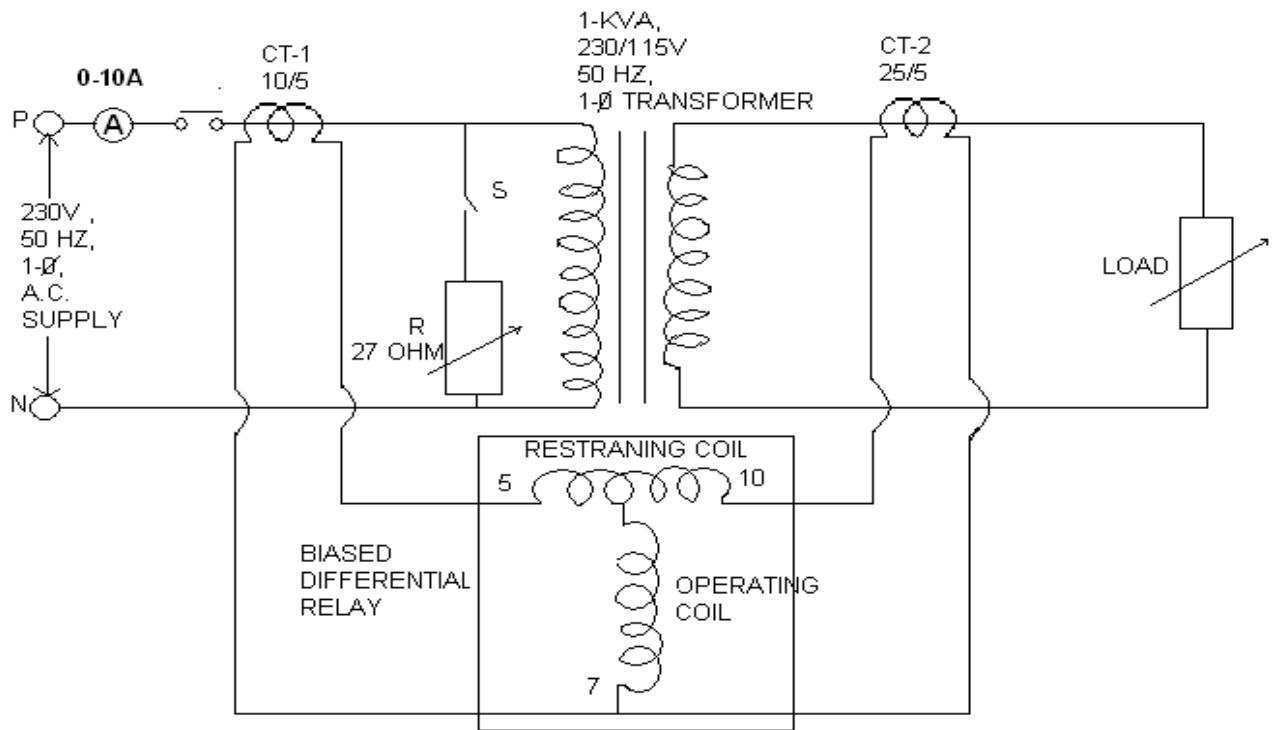 1-KVA,
230/115V
50 HZ,
1-Ø TRANSFORMER
CT-1
10/5
CT-2
25/5
0-10A
P
A
S
230V,
50 HZ,
1-Ø,
A.C.
SUPPLY
R
27 OHM
LOAD
N
RESTRANING COIL
5
10
BIASED
DIFFERENTIAL
RELAY
OPERATING
COIL
7